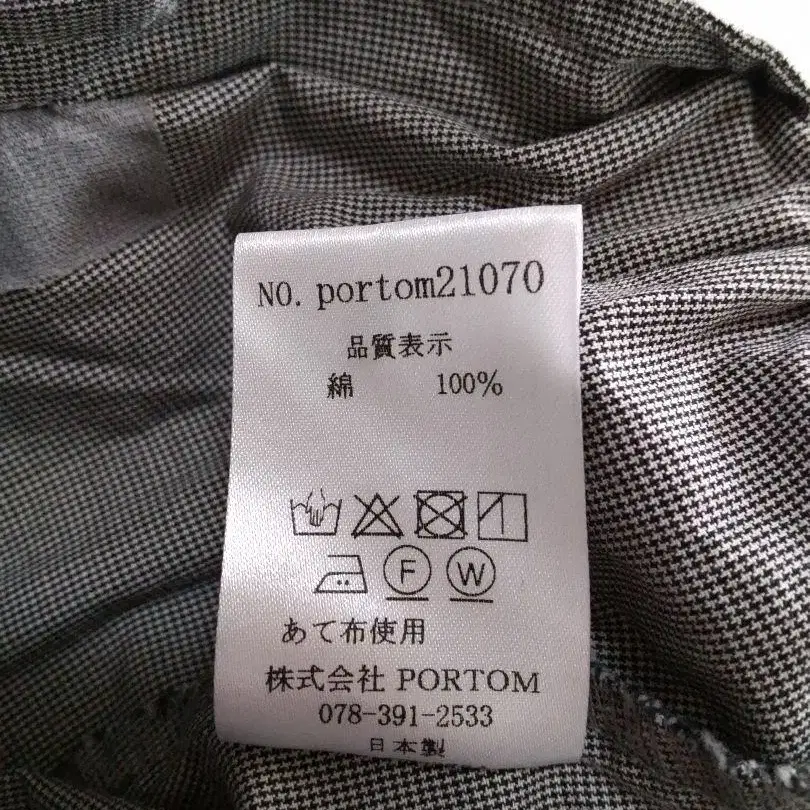 NO. portom21070
品質表示
綿 100%
F W
あて布使用
株式会社 PORTOM
078-391-2533
日本製